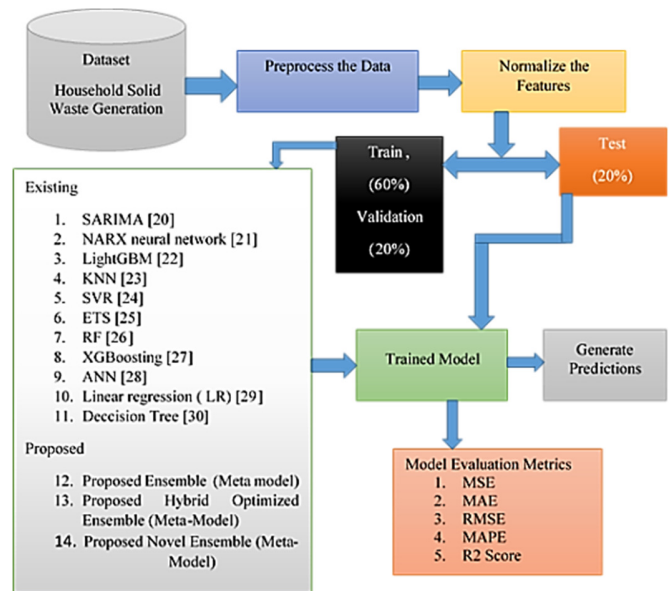 Dataset
Household Solid
Waste Generation
Preprocess the Data
Normalize the
Features
Train ,
(60%)
Validation
(20%)
Test
(20%)
Existing
1. SARIMA [20]
2. NARX neural network [21]
3. LightGBM [22]
4. KNN [23]
5. SVR [24]
6. ETS [25]
7. RF [26]
8. XGBoosting [27]
9. ANN [28]
10. Linear regression ( LR) [29]
11. Deccision Tree [30]
Proposed
12. Proposed Ensemble (Meta model)
13. Proposed Hybrid Optimized
Ensemble (Meta-Model)
14. Proposed Novel Ensemble (Meta-
Model)
Trained Model
Generate
Predictions
Model Evaluation Metrics
1. MSE
2. MAE
3. RMSE
4. MAPE
5. R2 Score